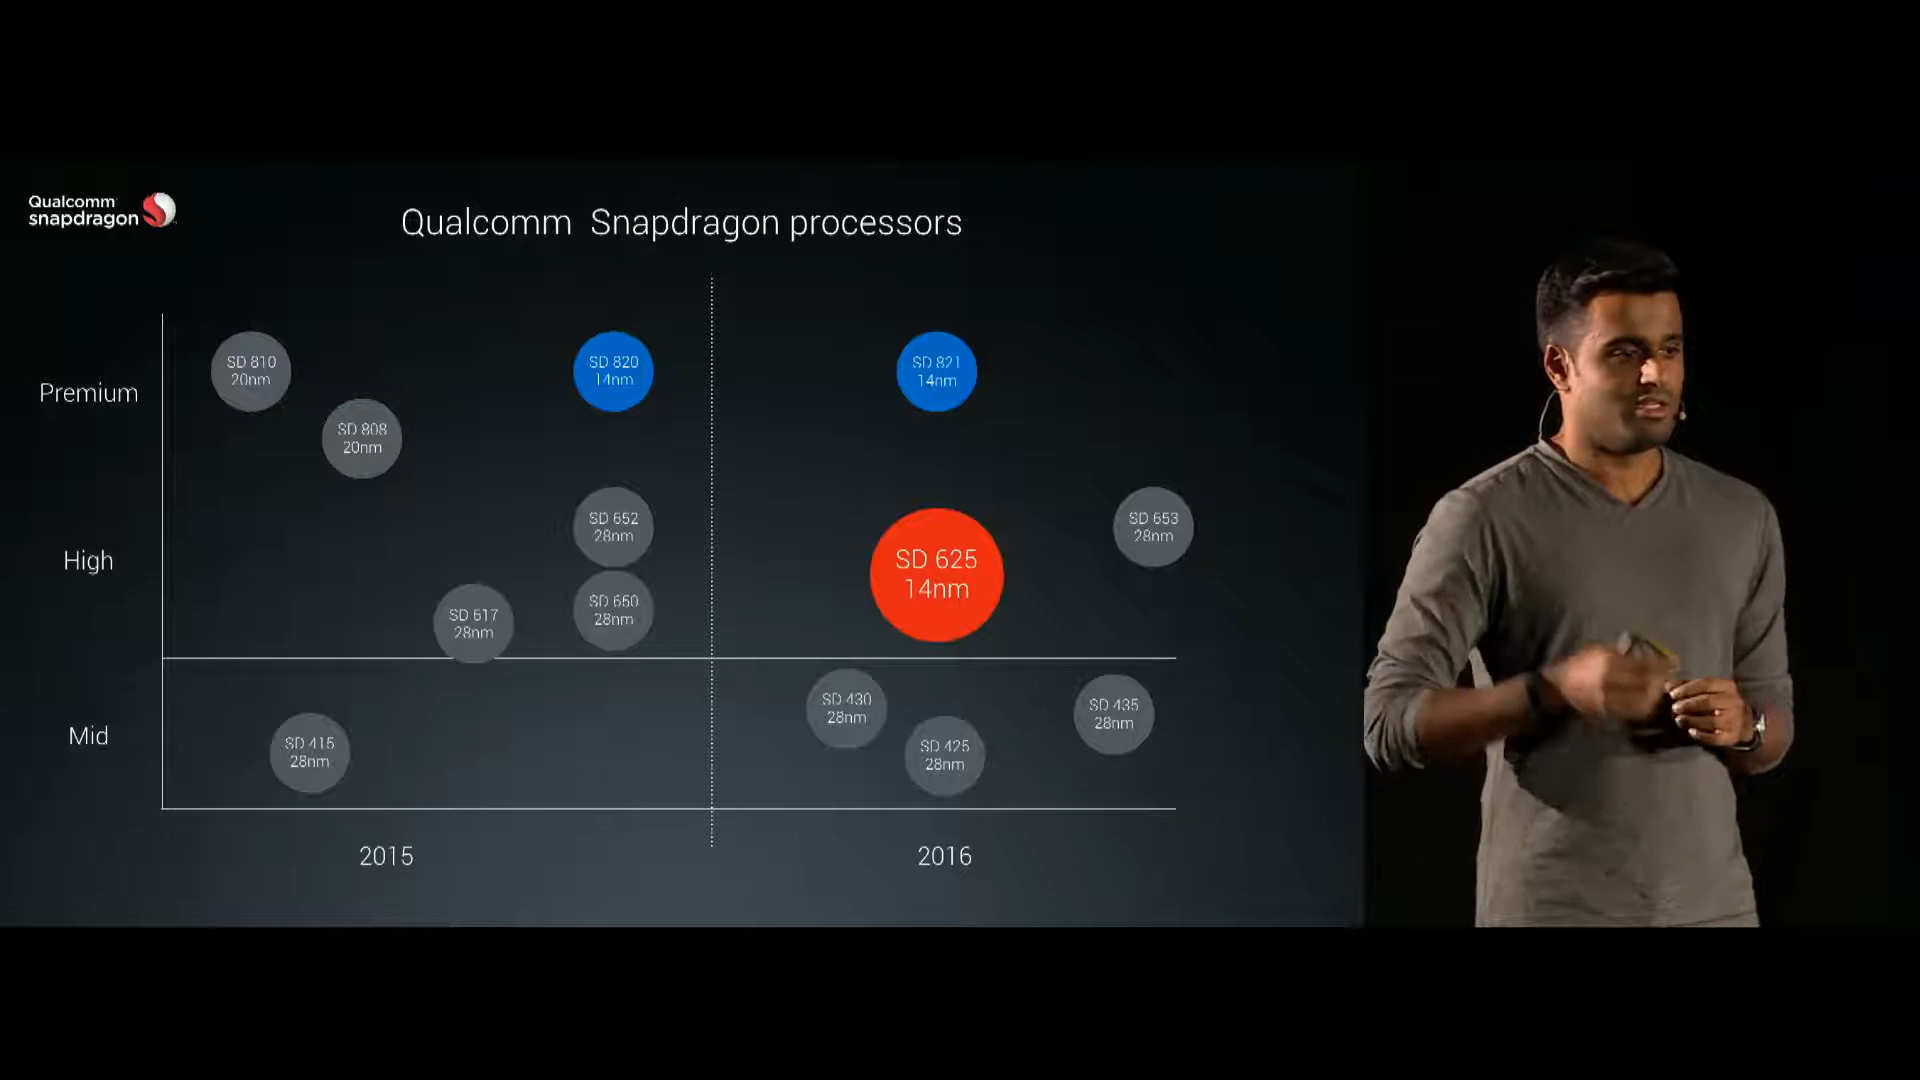 Qualcomm
snapdragon
Qualcomm Snapdragon processors
Premium
SD 810
20nm
SD 820
14nm
SD 821
14nm
SD 808
20nm
High
SD 652
28nm
SD 625
14nm
SD 653
28nm
SD 617
28nm
SD 650
28nm
Mid
SD 430
28nm
SD 435
28nm
SD 415
28nm
SD 425
28nm
2015
2016